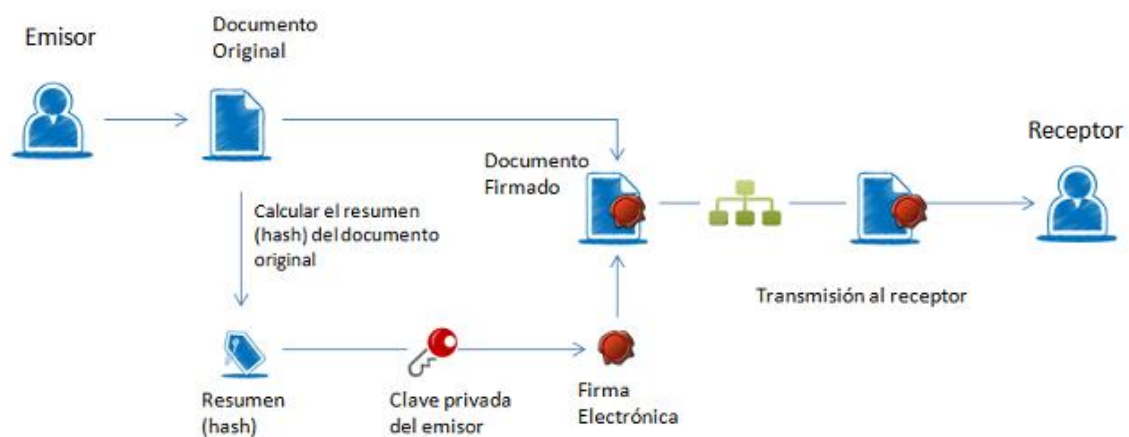 Emisor
Documento
Original
Calcular el resumen
(hash) del documento
original
Resumen
(hash)
Clave privada
del emisor
Firma
Electrónica
Documento
Firmado
Transmisión al receptor
Receptor